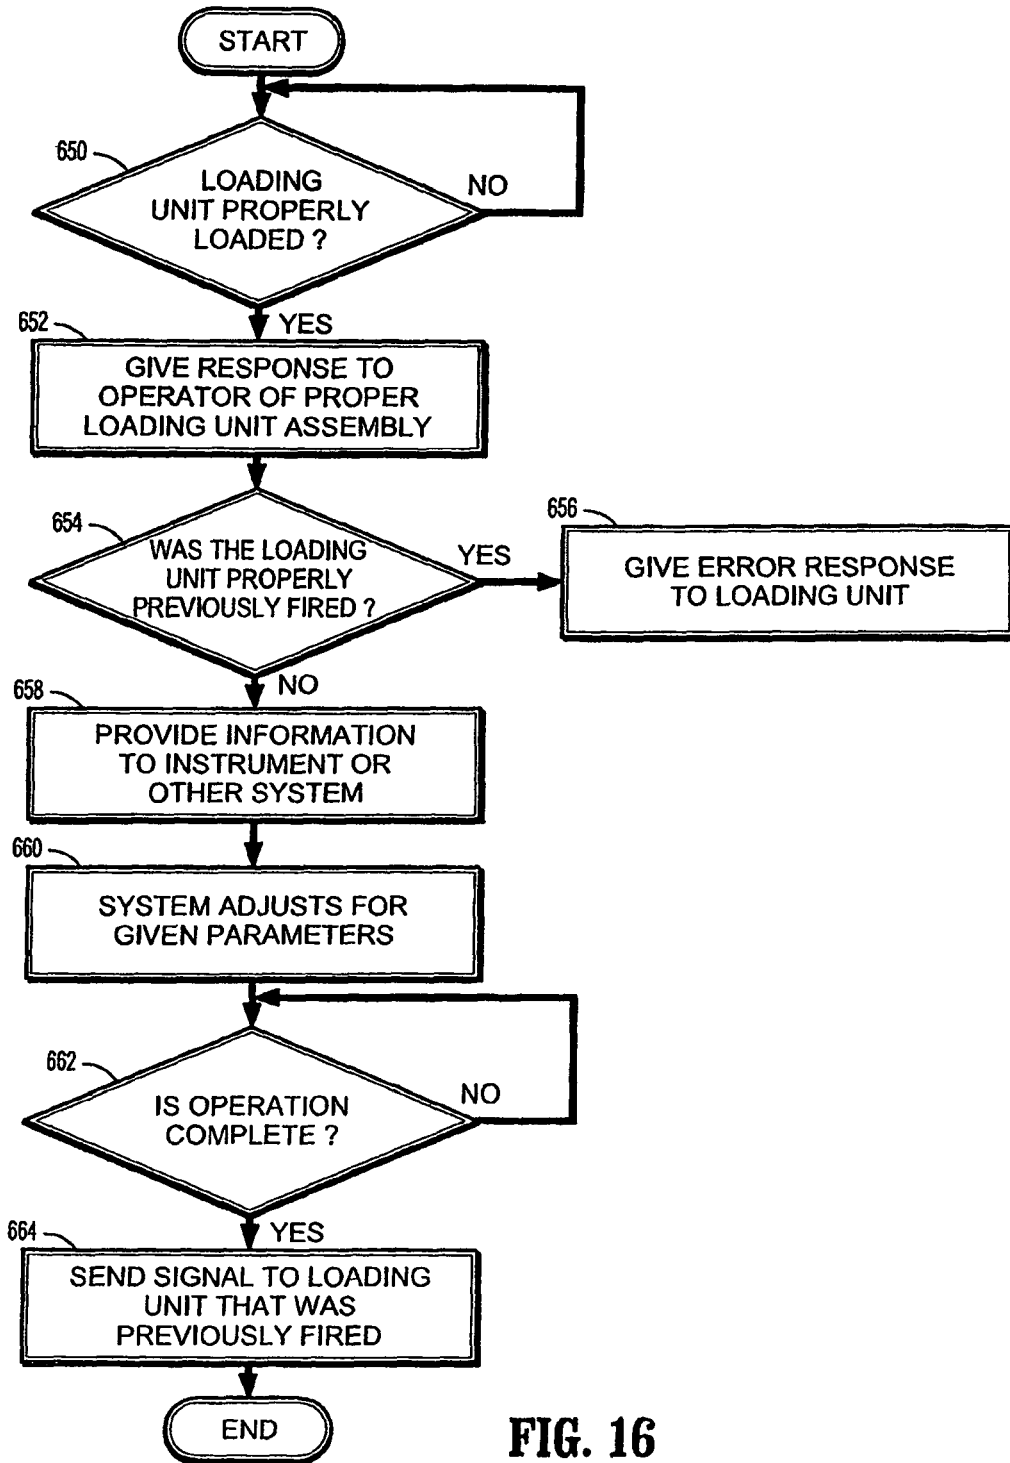 START
650
LOADING
UNIT PROPERLY
LOADED ?
NO
YES
652
GIVE RESPONSE TO
OPERATOR OF PROPER
LOADING UNIT ASSEMBLY
654
WAS THE LOADING
UNIT PROPERLY
PREVIOUSLY FIRED ?
YES
656
GIVE ERROR RESPONSE
TO LOADING UNIT
NO
658
PROVIDE INFORMATION
TO INSTRUMENT OR
OTHER SYSTEM
660
SYSTEM ADJUSTS FOR
GIVEN PARAMETERS
662
IS OPERATION
COMPLETE ?
NO
YES
664
SEND SIGNAL TO LOADING
UNIT THAT WAS
PREVIOUSLY FIRED
END
FIG. 16